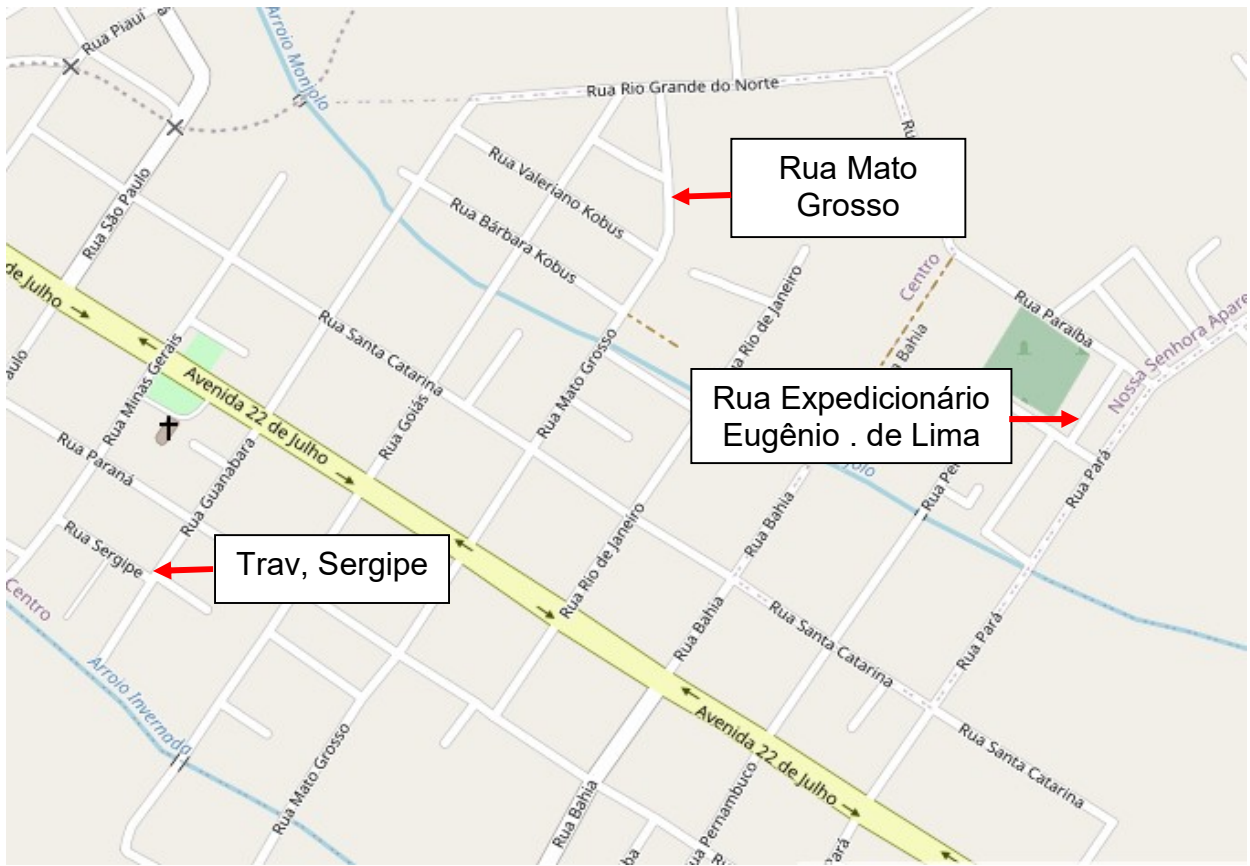 Rua Piauí
Arroio Monjolo
Rua Rio Grande do Norte
Rua São Paulo
Rua Valeriano Kobus
Rua Bárbara Kobus
Rua Mato
Grosso
Centro
Rua Paraíba
Nossa Senhora Apare
de Julho
Rua Santa Catarina
Rua Mato Grosso
Rua Rio de Janeiro
Bahia
Rua Minas Gerais
Avenida 22 de Julho
Rua Goiás
Rua Expedicionário
Eugênio . de Lima
Rua Paraná
Rua Guanabara
Rua Pará
Rua Sergipe
Trav, Sergipe
Rua Rio de Janeiro
Rua Bahia
Centro
Rua Santa Catarina
Rua Pará
Rua Bahia
Arroio Invernada
Rua Mato Grosso
Avenida 22 de Julho
Rua Santa Catarina
Rua Pernambuco
Rua Bahia